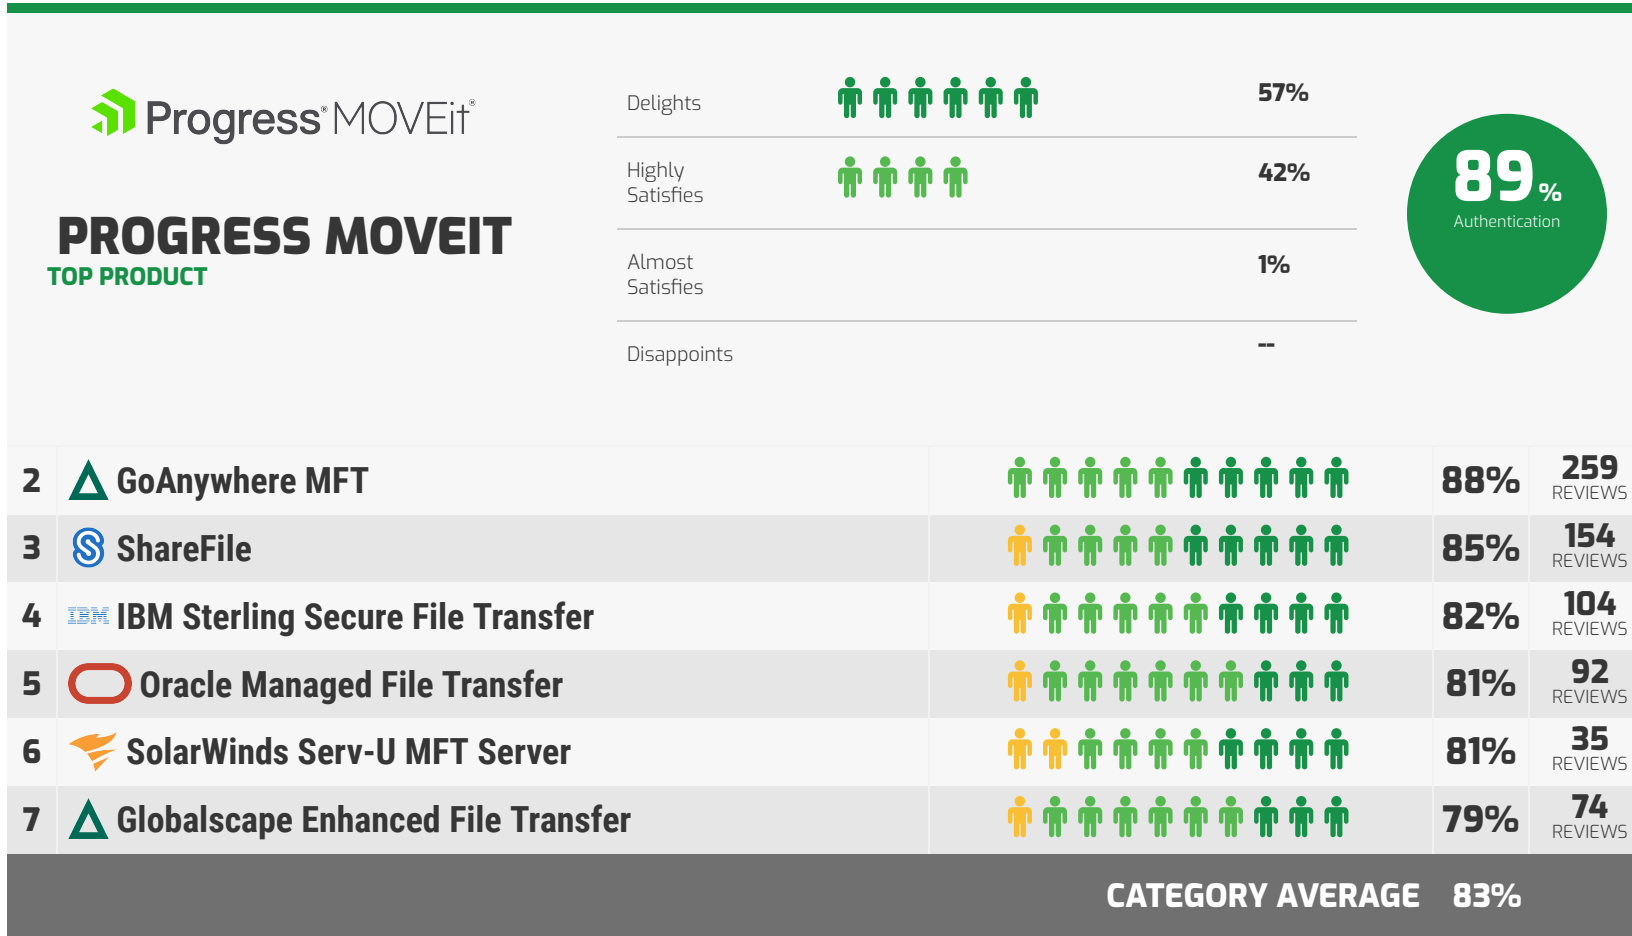 Progress® MOVEit®
PROGRESS MOVEIT
TOP PRODUCT
Delights 57%
Highly
Satisfies 42%
Almost
Satisfies 1%
Disappoints --
89%
Authentication
2 GoAnywhere MFT 88% 259 REVIEWS
3 ShareFile 85% 154 REVIEWS
4 IBM IBM Sterling Secure File Transfer 82% 104 REVIEWS
5 Oracle Managed File Transfer 81% 92 REVIEWS
6 SolarWinds Serv-U MFT Server 81% 35 REVIEWS
7 Globalscape Enhanced File Transfer 79% 74 REVIEWS
CATEGORY AVERAGE 83%